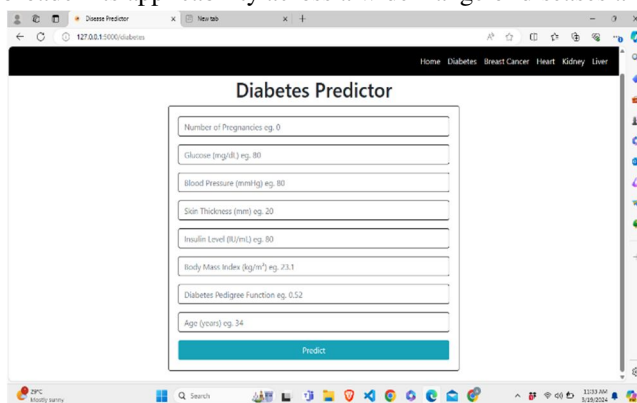 Disease Predictor
New tab
127.0.0.1:5000/diabetes
Home Diabetes Breast Cancer Heart Kidney Liver
Diabetes Predictor
Number of Pregnancies eg. 0
Glucose (mg/dL) eg. 80
Blood Pressure (mmHg) eg. 80
Skin Thickness (mm) eg. 20
Insulin Level (IU/mL) eg. 80
Body Mass Index (kg/m²) eg. 23.1
Diabetes Pedigree Function eg. 0.52
Age (years) eg. 34
Predict
29°C
Mostly sunny
Search
11:33 AM
3/19/2024